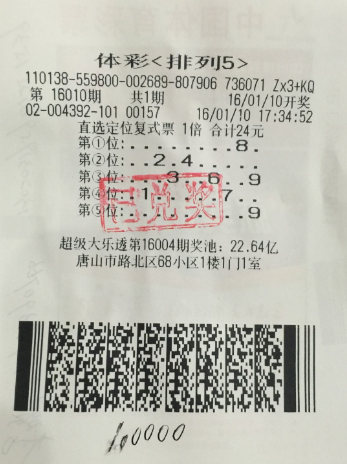 体彩<排列5>
110138-559800-002689-807906 736071 Zx3+KQ
第 16010期 共1期 16/01/10开奖
02-004392-101 00157 16/01/10 17:34:52
直选定位复式票 1倍 合计24元
第①位:........8.
第②位:..2.4.....
第③位:...3..6..9
第④位:.1.....7..
第⑤位:.........9
已兑奖
超级大乐透第16004期奖池: 22.64亿
唐山市路北区68小区1楼1门1室